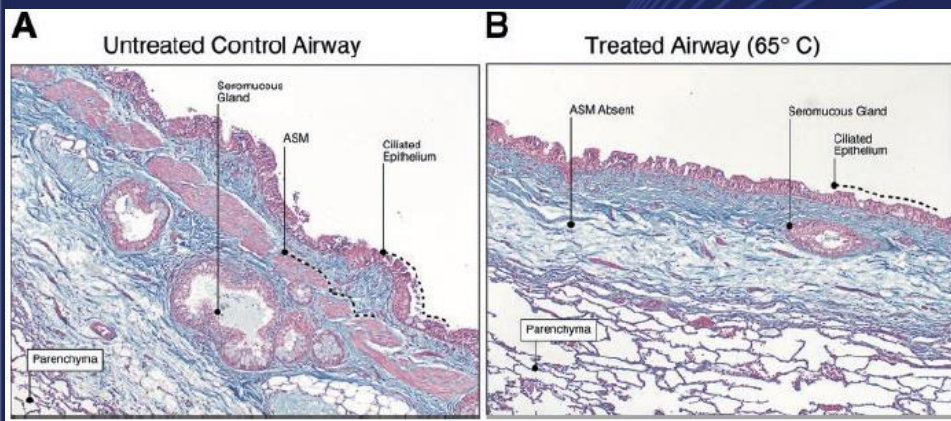 A
Untreated Control Airway
Seromucous
Gland
ASM
Ciliated
Epithelium
Parenchyma
B
Treated Airway (65° C)
ASM Absent
Seromucous Gland
Ciliated
Epithelium
Parenchyma